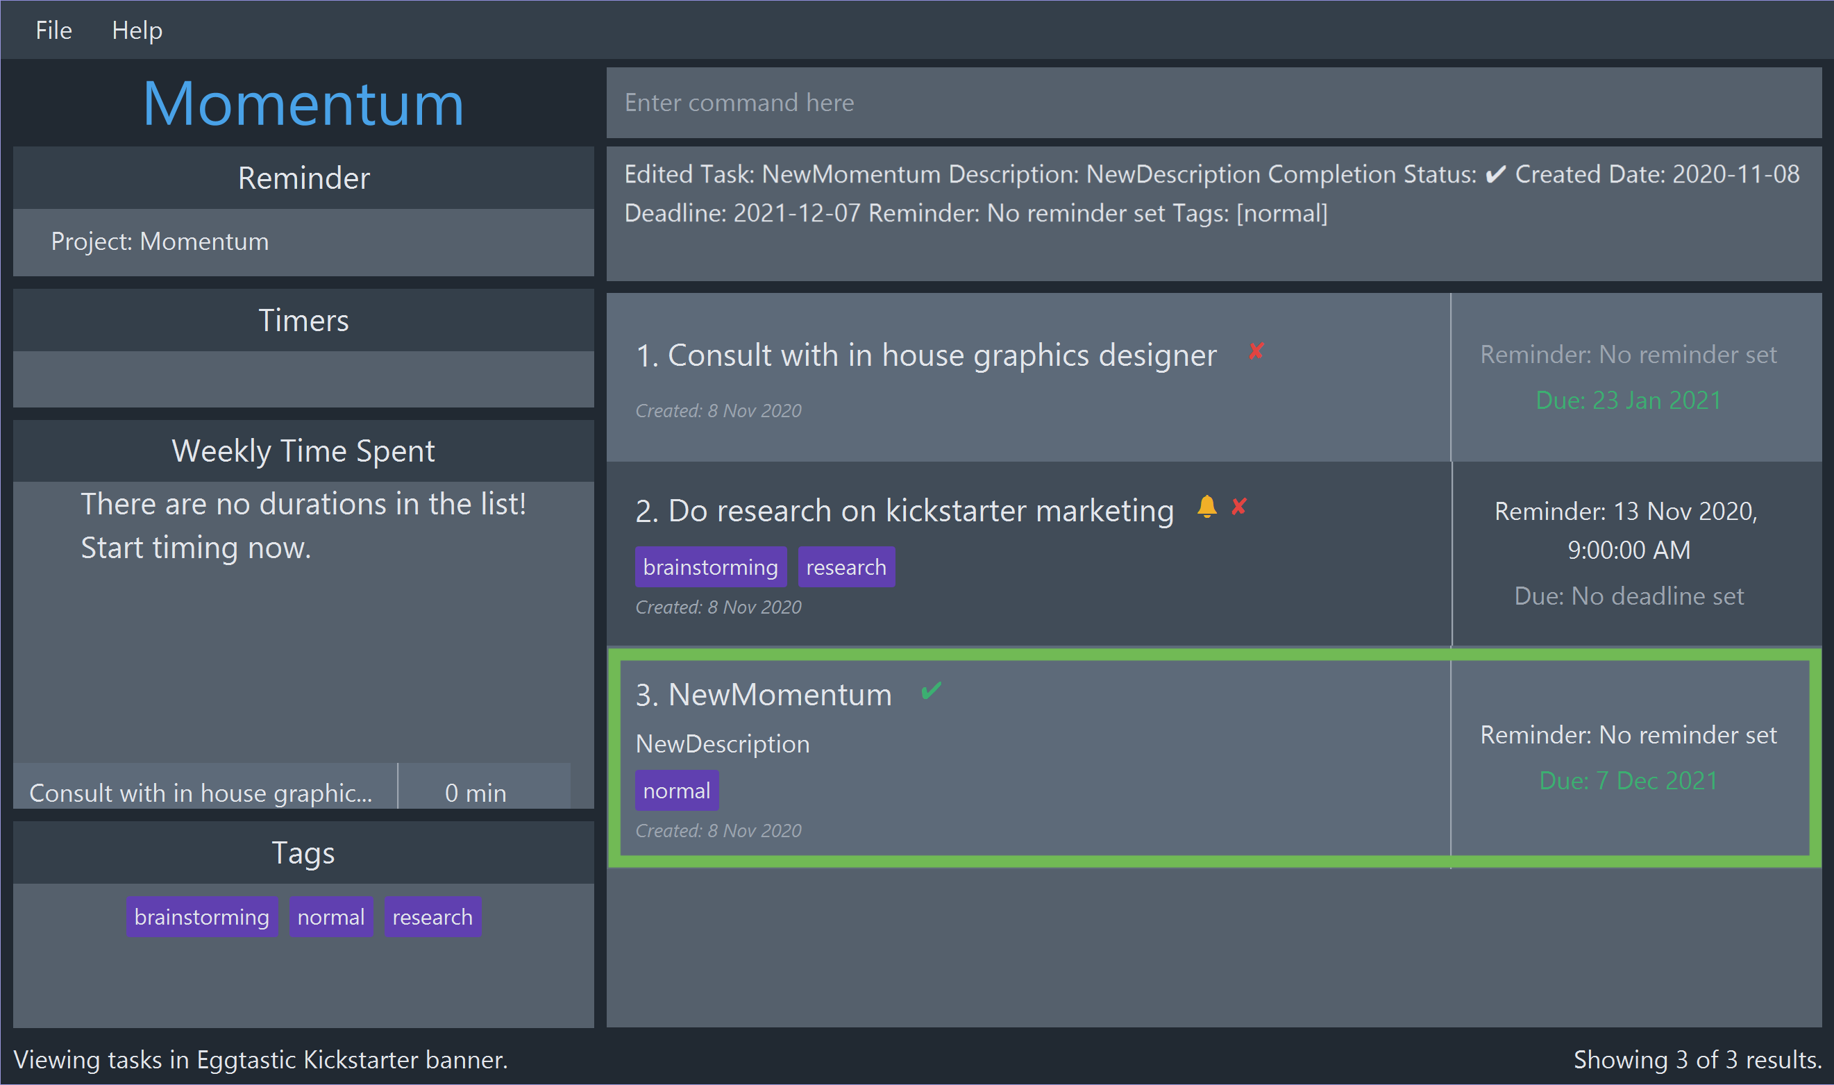 File Help
Momentum
Reminder
Project: Momentum
Timers
Weekly Time Spent
There are no durations in the list!
Start timing now.
Consult with in house graphic... 0 min
Tags
brainstorming normal research
Enter command here
Edited Task: NewMomentum Description: NewDescription Completion Status: ✔ Created Date: 2020-11-08
Deadline: 2021-12-07 Reminder: No reminder set Tags: [normal]
1. Consult with in house graphics designer ✘
Created: 8 Nov 2020
Reminder: No reminder set
Due: 23 Jan 2021
2. Do research on kickstarter marketing 🔔 ✘
brainstorming research
Created: 8 Nov 2020
Reminder: 13 Nov 2020,
9:00:00 AM
Due: No deadline set
3. NewMomentum ✔
NewDescription
normal
Created: 8 Nov 2020
Reminder: No reminder set
Due: 7 Dec 2021
Viewing tasks in Eggtastic Kickstarter banner.
Showing 3 of 3 results.